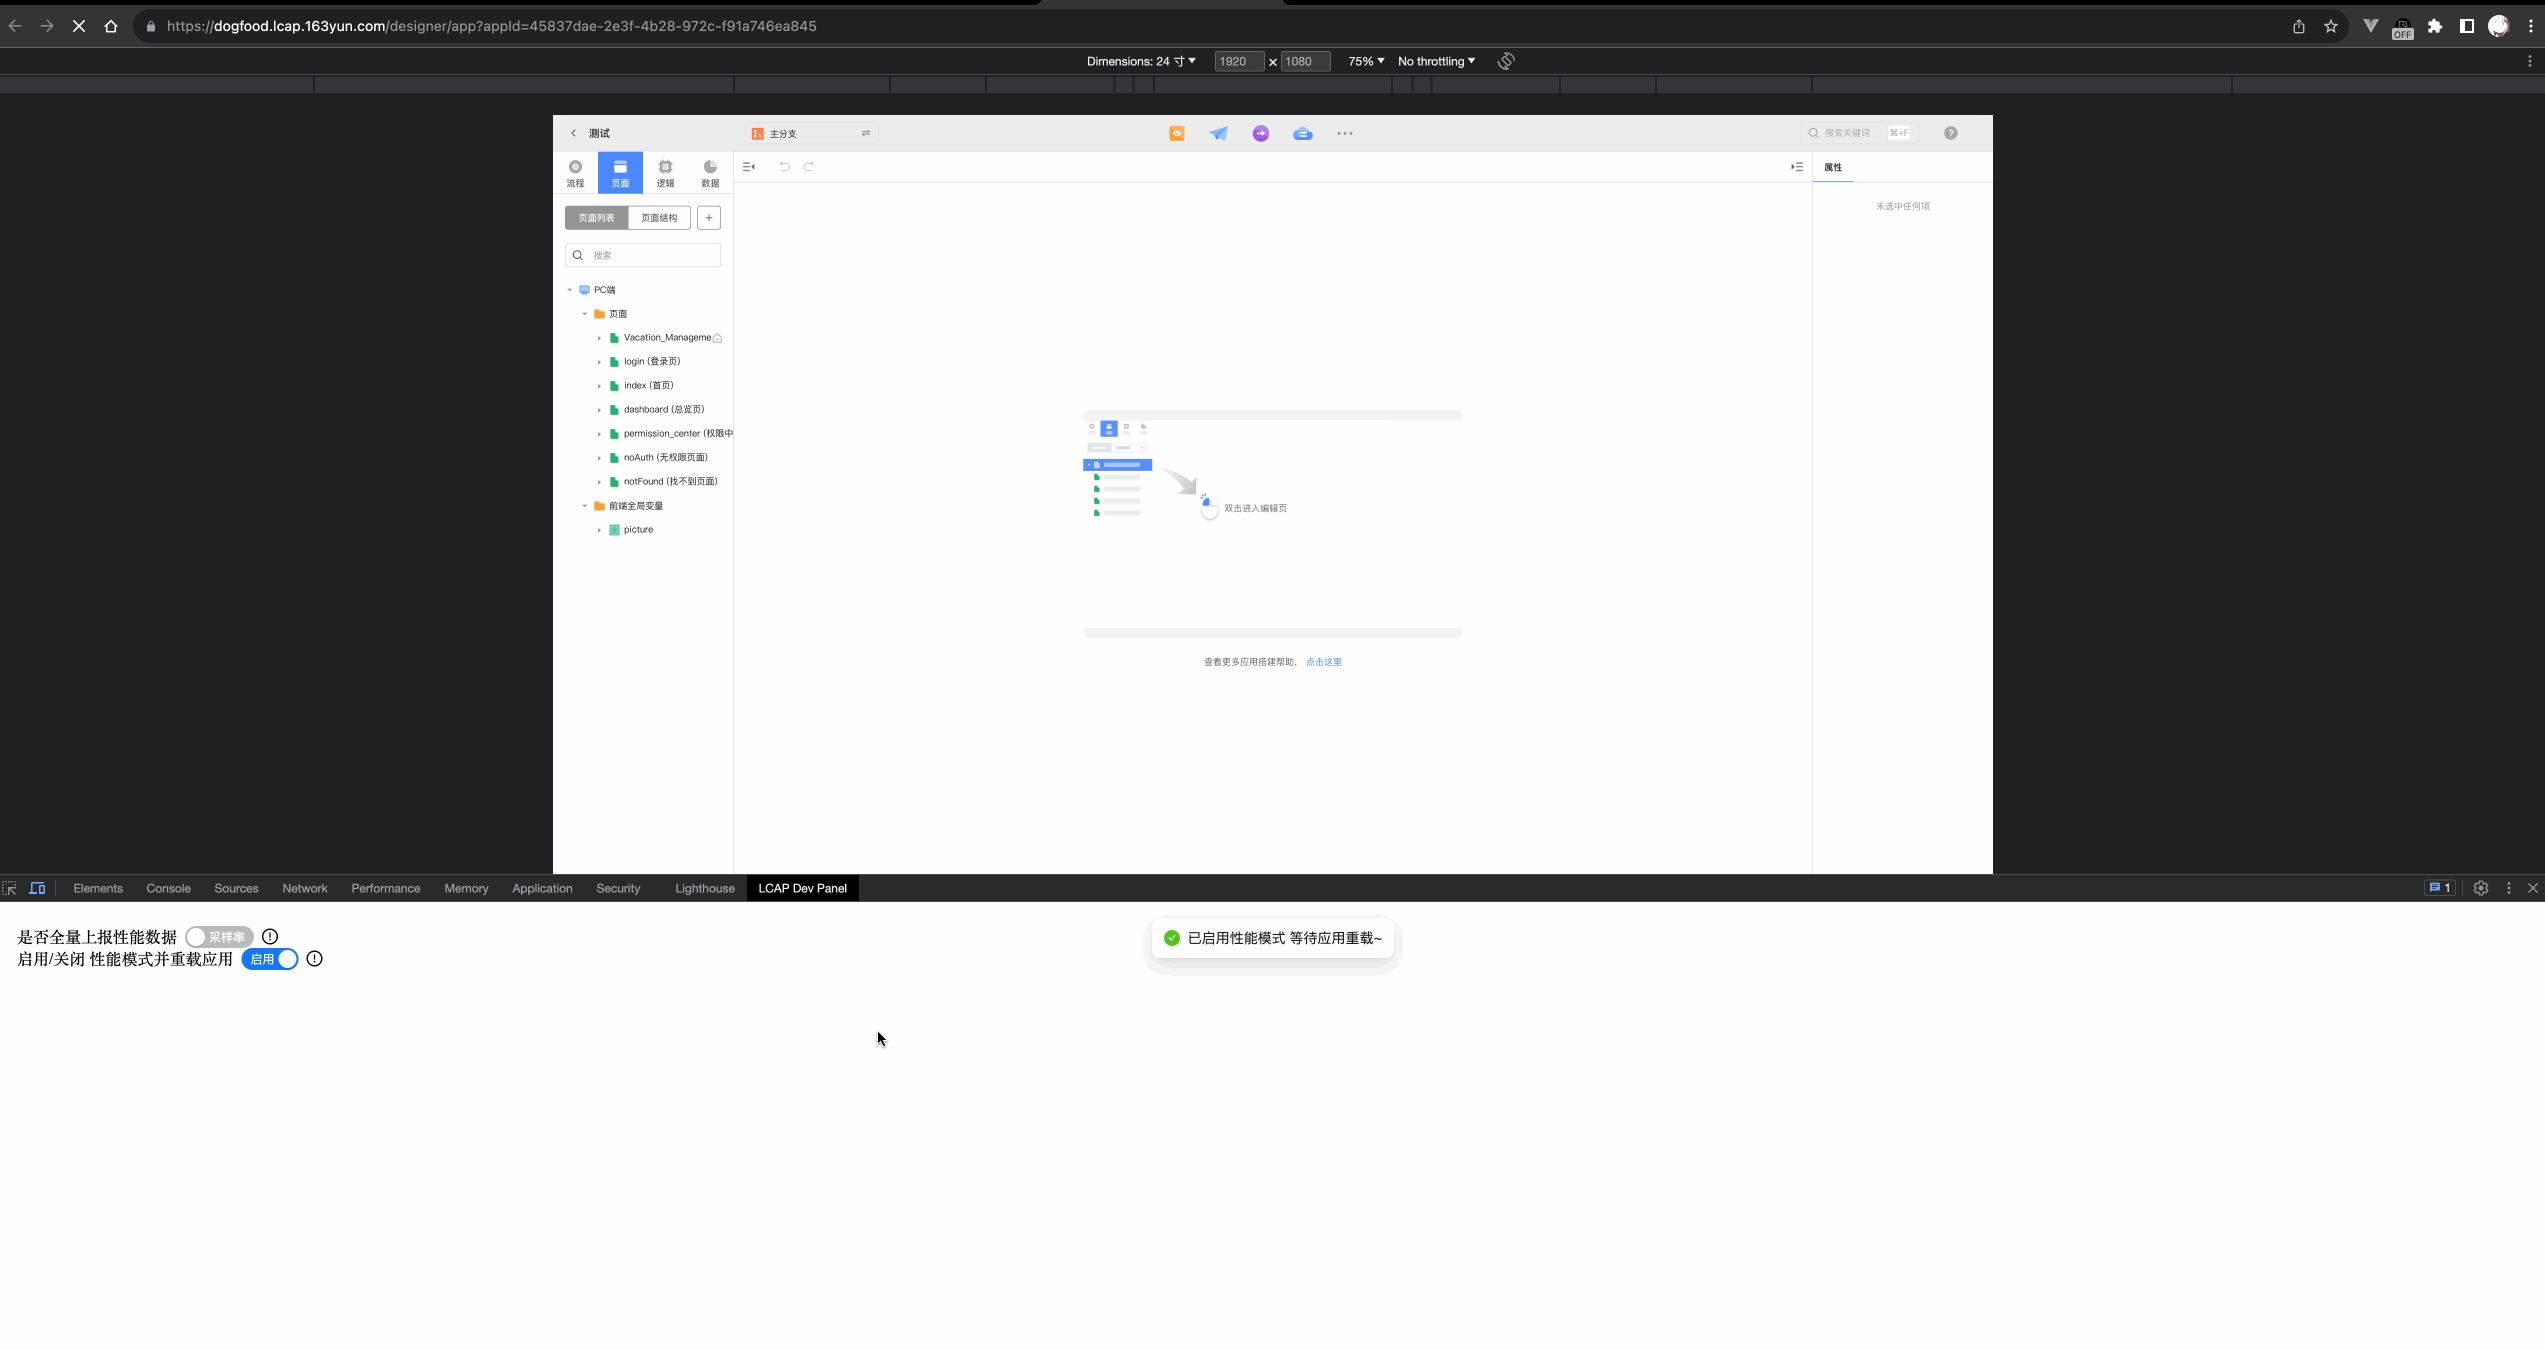 https://dogfood.lcap.163yun.com/designer/app?appId=45837dae-2e3f-4b28-972c-f91a746ea845
OFF
Dimensions: 24 寸 1920 × 1080 75% No throttling
测试 主分支 搜索关键词 ⌘+F ?
流程 页面 逻辑 数据
属性
页面列表 页面结构 +
未选中任何项
搜索
PC端
页面
Vacation_Manageme
login (登录页)
index (首页)
dashboard (总览页)
permission_center (权限中
noAuth (无权限页面)
notFound (找不到页面)
前端全局变量
picture
双击进入编辑页
查看更多应用搭建帮助， 点击这里
Elements Console Sources Network Performance Memory Application Security Lighthouse LCAP Dev Panel 1
是否全量上报性能数据 采样率
启用/关闭 性能模式并重载应用 启用
已启用性能模式 等待应用重载~